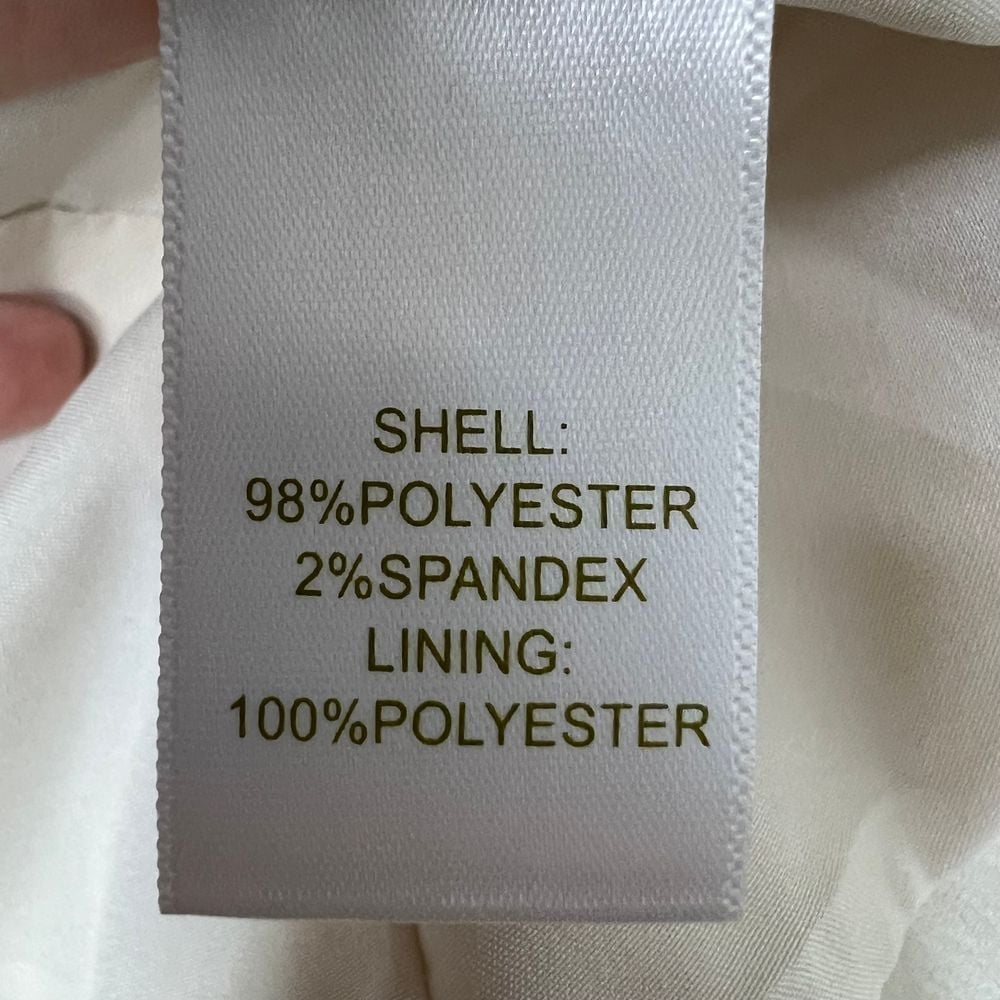 SHELL:
98%POLYESTER
2%SPANDEX
LINING:
100%POLYESTER